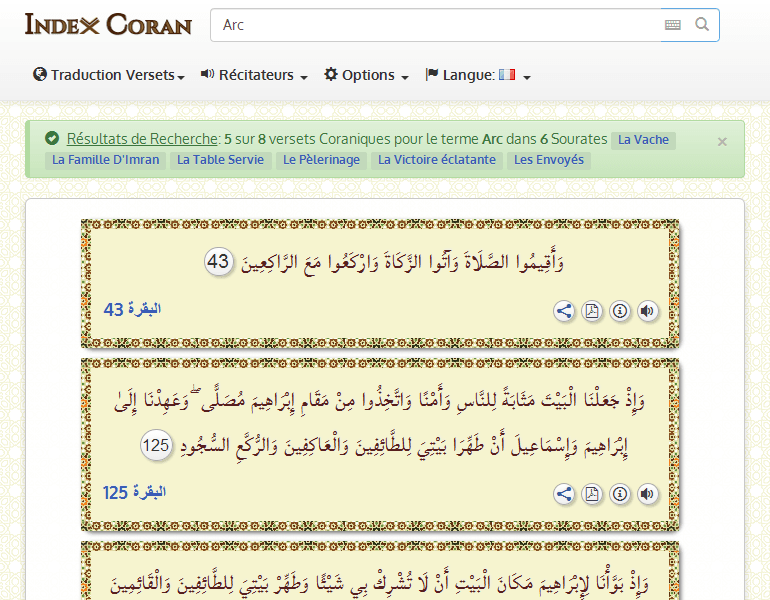 Index Coran
Arc
Traduction Versets Récitateurs Options Langue:
Résultats de Recherche: 5 sur 8 versets Coraniques pour le terme Arc dans 6 Sourates La Vache
La Famille D'Imran La Table Servie Le Pèlerinage La Victoire éclatante Les Envoyés
×
وَأَقِيمُوا الصَّلَاةَ وَآتُوا الزَّكَاةَ وَارْكَعُوا مَعَ الرَّاكِعِينَ 43
البقرة 43
وَإِذْ جَعَلْنَا الْبَيْتَ مَثَابَةً لِلنَّاسِ وَأَمْنًا وَاتَّخِذُوا مِنْ مَقَامِ إِبْرَاهِيمَ مُصَلًّى ۖ وَعَهِدْنَا إِلَىٰ
إِبْرَاهِيمَ وَإِسْمَاعِيلَ أَنْ طَهِّرَا بَيْتِيَ لِلطَّائِفِينَ وَالْعَاكِفِينَ وَالرُّكَّعِ السُّجُودِ 125
البقرة 125
وَإِذْ بَوَّأْنَا لِإِبْرَاهِيمَ مَكَانَ الْبَيْتِ أَنْ لَا تُشْرِكْ بِي شَيْئًا وَطَهِّرْ بَيْتِيَ لِلطَّائِفِينَ وَالْقَائِمِينَ